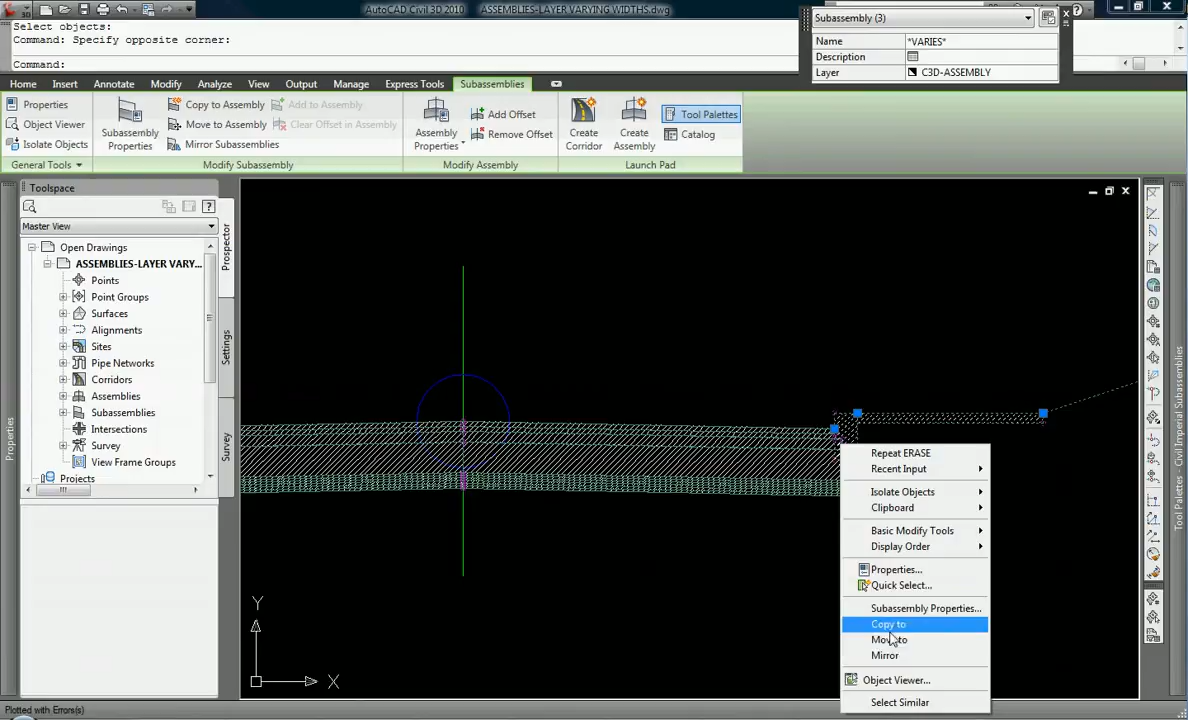 AutoCAD Civil 3D 2010 ASSEMBLIES-LAYER VARYING WIDTHS.dwg
Select objects:
Command: Specify opposite corner:
Command:
Subassembly (3)
Name *VARIES*
Description
Layer C3D-ASSEMBLY
Home Insert Annotate Modify Analyze View Output Manage Express Tools Subassemblies
Properties
Object Viewer
Isolate Objects
General Tools
Subassembly Properties
Copy to Assembly
Move to Assembly
Mirror Subassemblies
Add to Assembly
Clear Offset in Assembly
Modify Subassembly
Assembly Properties
Add Offset
Remove Offset
Modify Assembly
Create Corridor
Create Assembly
Tool Palettes
Catalog
Launch Pad
Toolspace
Master View
Open Drawings
ASSEMBLIES-LAYER VARY...
Points
Point Groups
Surfaces
Alignments
Sites
Pipe Networks
Corridors
Assemblies
Subassemblies
Intersections
Survey
View Frame Groups
Projects
Prospector
Settings
Survey
Properties
Repeat ERASE
Recent Input
Isolate Objects
Clipboard
Basic Modify Tools
Display Order
Properties...
Quick Select...
Subassembly Properties...
Copy to
Move to
Mirror
Object Viewer...
Select Similar
Y
X
Tool Palettes - Civil Imperial Subassemblies
Plotted with Errors(s)